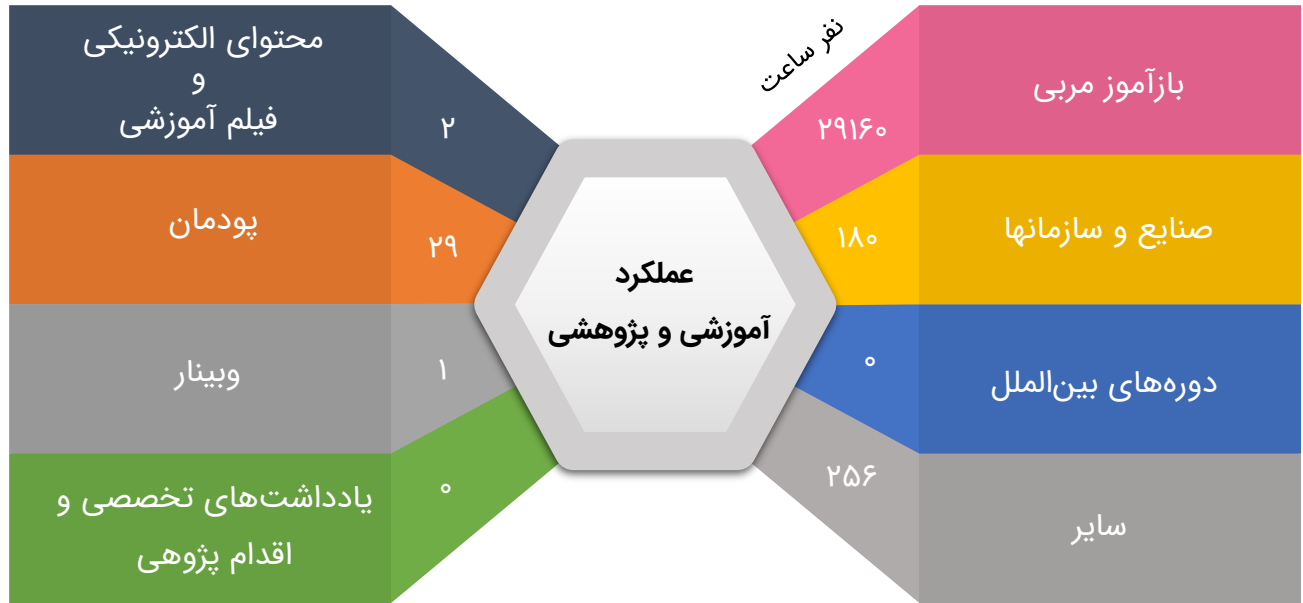 عملکرد
آموزشی و پژوهشی
نفر ساعت
بازآموز مربی
۲۹۱۶۰
صنایع و سازمانها
۱۸۰
دوره‌های بین‌الملل
۰
سایر
۲۵۶
محتوای الکترونیکی
و
فیلم آموزشی
۲
پودمان
۲۹
وبینار
۱
یادداشت‌های تخصصی و
اقدام پژوهی
۰